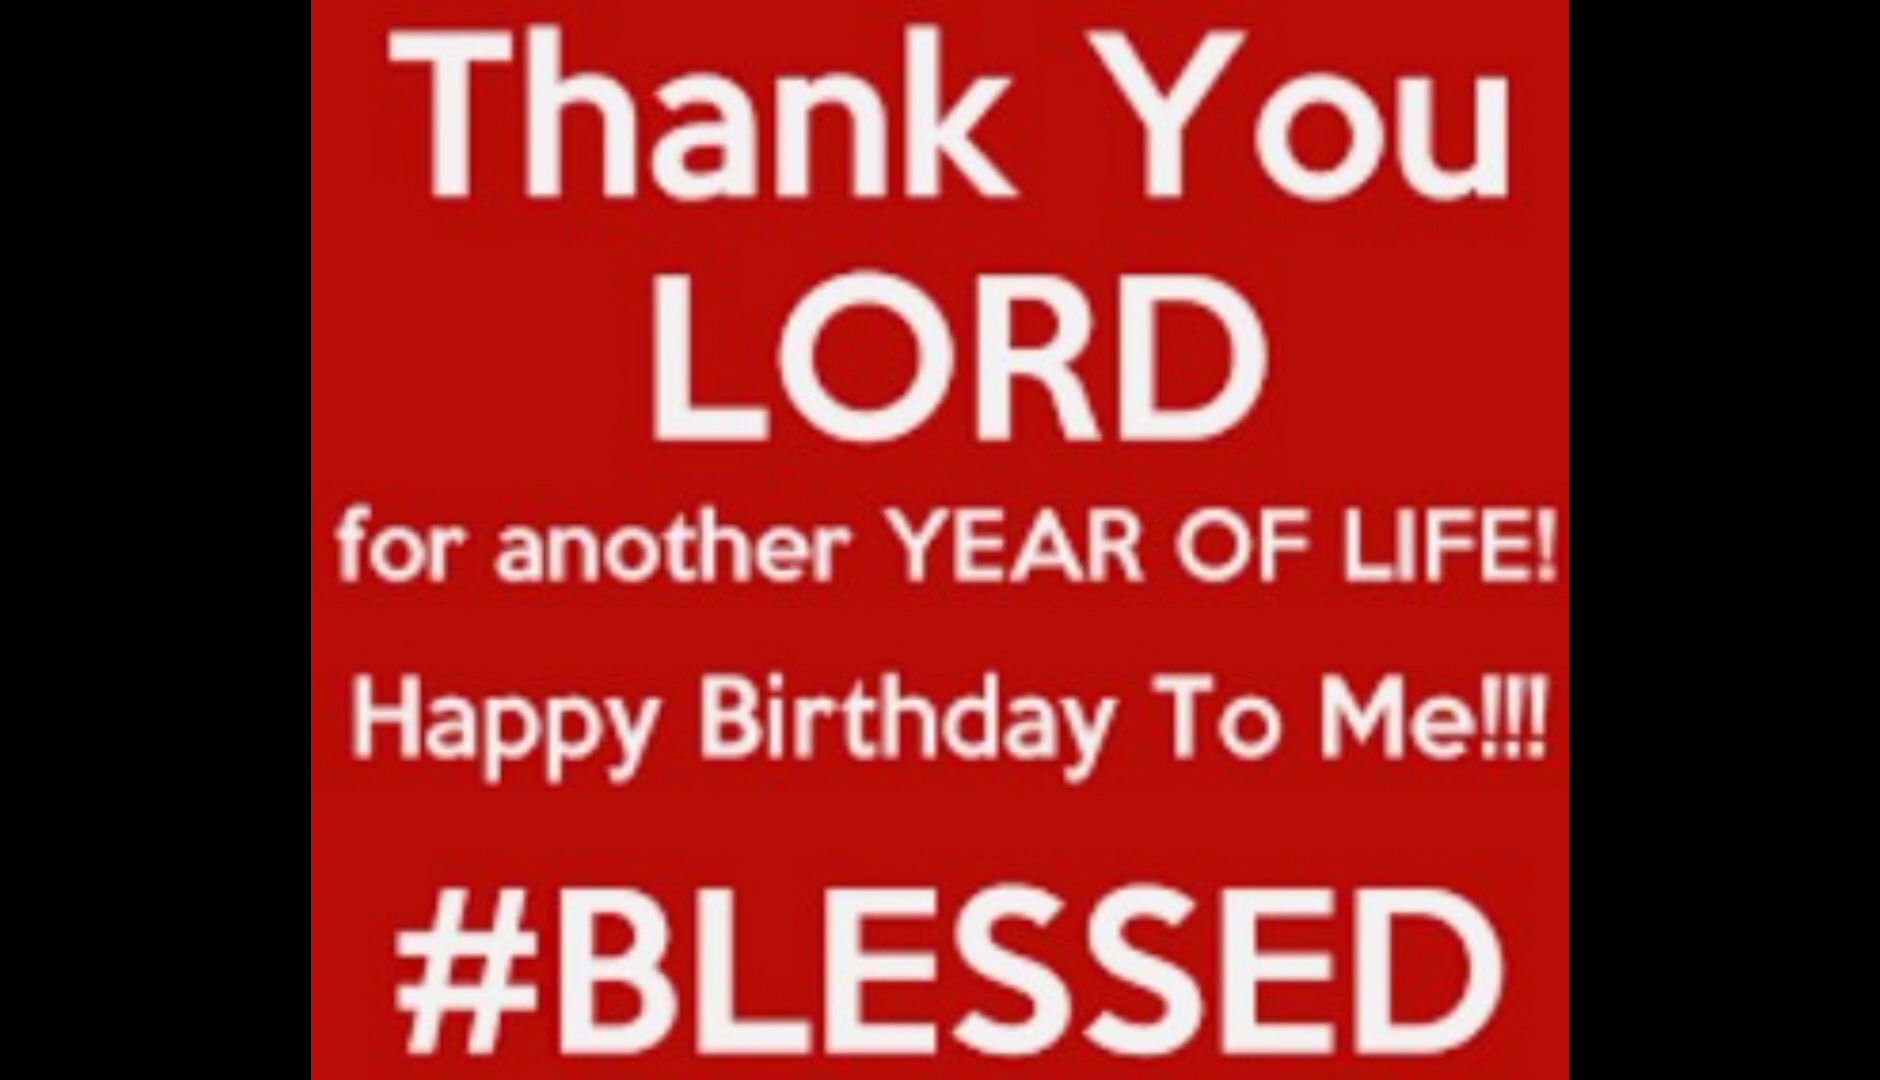 Thank You
LORD
for another YEAR OF LIFE!
Happy Birthday To Me!!!
#BLESSED